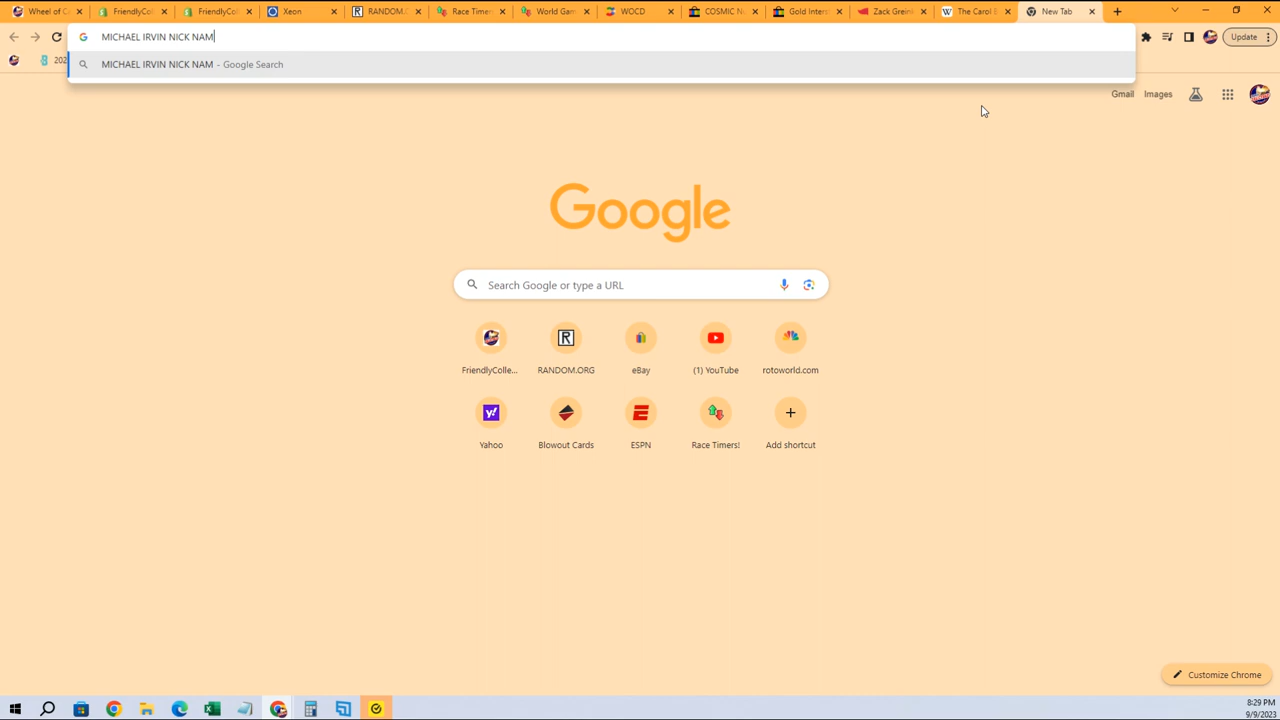 Wheel of C FriendlyCo FriendlyCo Xeon RANDOM. Race Timer World Gam WOCD COSMIC N Gold Inters Zack Greink The Carol B New Tab
MICHAEL IRVIN NICK NAM
Update
MICHAEL IRVIN NICK NAM - Google Search
202
Gmail Images
Google
Search Google or type a URL
FriendlyColle... RANDOM.ORG eBay (1) YouTube rotoworld.com
Yahoo Blowout Cards ESPN Race Timers! Add shortcut
Customize Chrome
8:29 PM
9/9/2023